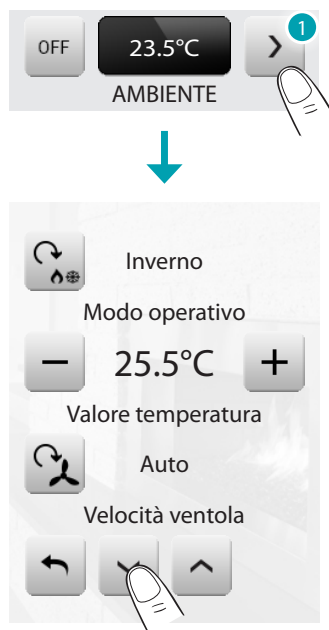 OFF
23.5°C
1
AMBIENTE
Inverno
Modo operativo
− 25.5°C +
Valore temperatura
Auto
Velocità ventola